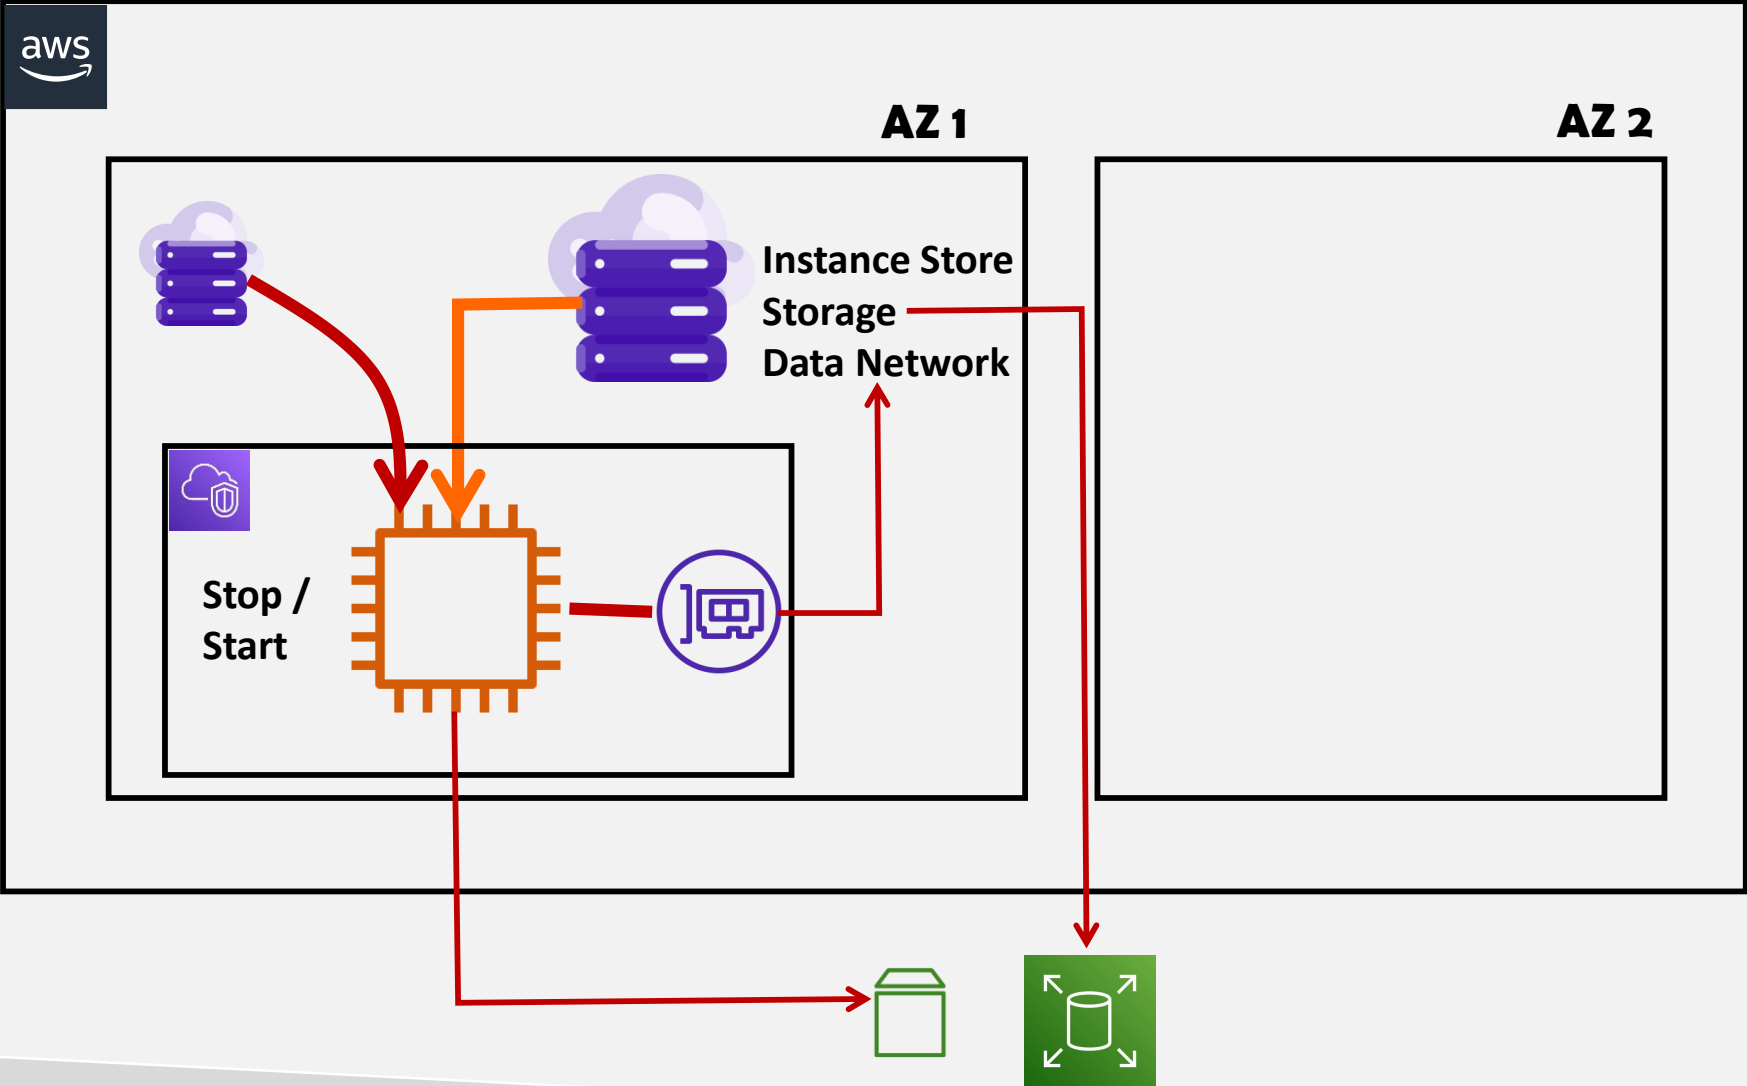 aws
AZ 1
AZ 2
Instance Store
Storage
Data Network
Stop /
Start